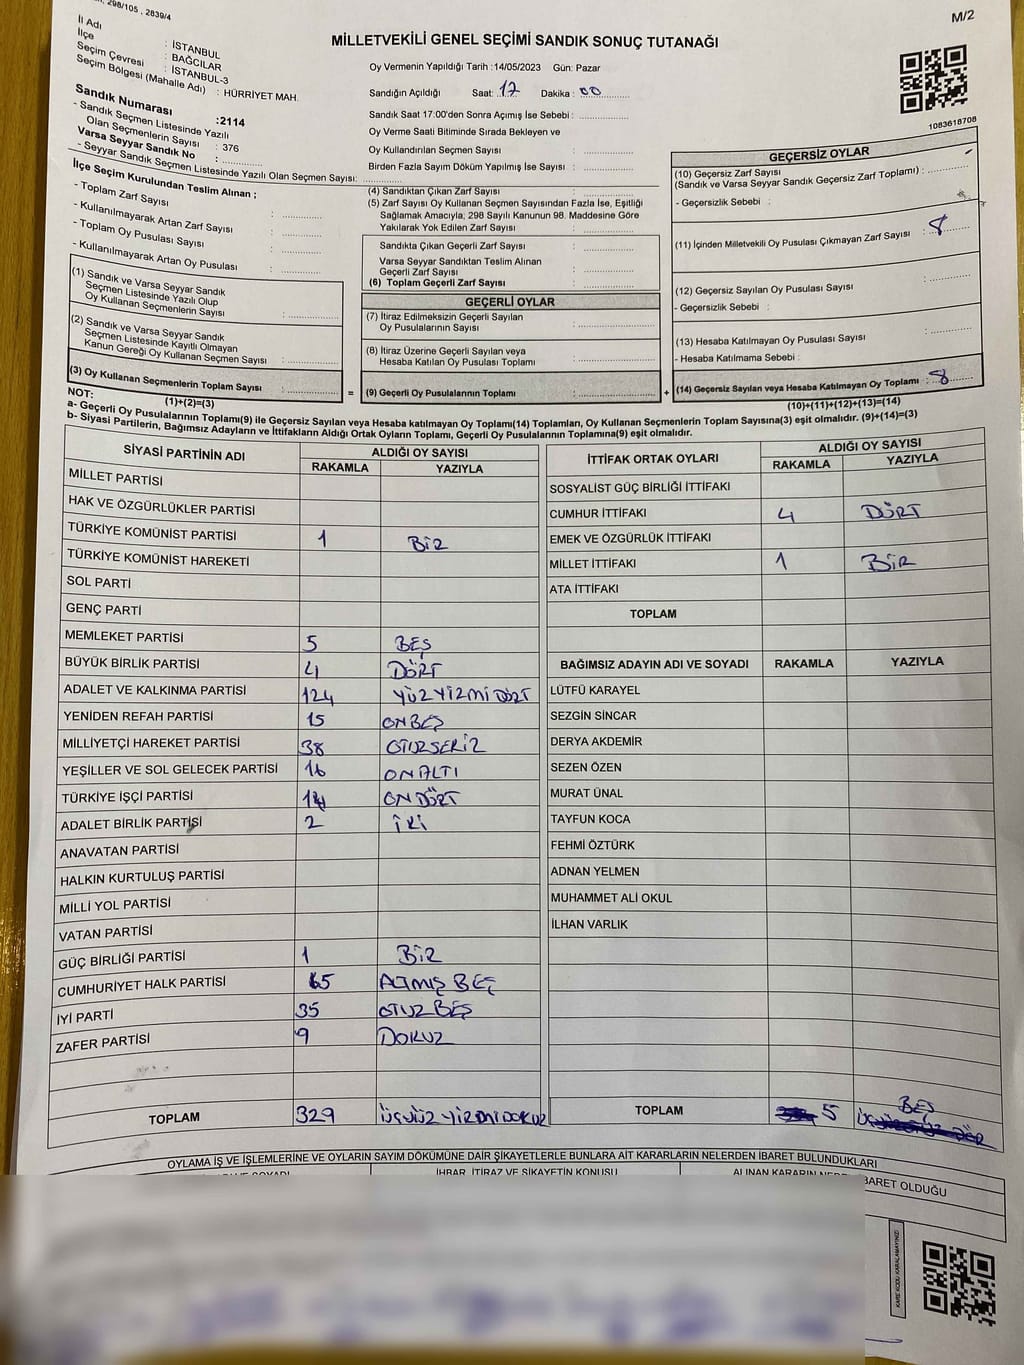 298/105 , 2839/4
M/2
İl Adı : İSTANBUL
İlçe : BAĞCILAR
Seçim Çevresi : İSTANBUL-3
Seçim Bölgesi (Mahalle Adı) : HÜRRİYET MAH.
Sandık Numarası :2114
- Sandık Seçmen Listesinde Yazılı
Olan Seçmenlerin Sayısı : 376
Varsa Seyyar Sandık No : ..............
- Seyyar Sandık Seçmen Listesinde Yazılı Olan Seçmen Sayısı: ..............
İlçe Seçim Kurulundan Teslim Alınan ;
- Toplam Zarf Sayısı : ..............
- Kullanılmayarak Artan Zarf Sayısı : ..............
- Toplam Oy Pusulası Sayısı : ..............
- Kullanılmayarak Artan Oy Pusulası : ..............
(1) Sandık ve Varsa Seyyar Sandık
Seçmen Listesinde Yazılı Olup
Oy Kullanan Seçmenlerin Sayısı : ..............
(2) Sandık ve Varsa Seyyar Sandık
Seçmen Listesinde Kayıtlı Olmayan
Kanun Gereği Oy Kullanan Seçmen Sayısı : ..............
(3) Oy Kullanan Seçmenlerin Toplam Sayısı : ..............
(1)+(2)=(3)
MİLLETVEKİLİ GENEL SEÇİMİ SANDIK SONUÇ TUTANAĞI
Oy Vermenin Yapıldığı Tarih :14/05/2023 Gün: Pazar
Sandığın Açıldığı Saat: 17 Dakika : 00
Sandık Saat 17:00'den Sonra Açımış İse Sebebi : ..............
Oy Verme Saati Bitiminde Sırada Bekleyen ve
Oy Kullandırılan Seçmen Sayısı : ..............
Birden Fazla Sayım Döküm Yapılmış İse Sayısı : ..............
(4) Sandıktan Çıkan Zarf Sayısı : ..............
(5) Zarf Sayısı Oy Kullanan Seçmen Sayısından Fazla İse, Eşitliği
Sağlamak Amacıyla, 298 Sayılı Kanunun 98. Maddesine Göre
Yakılarak Yok Edilen Zarf Sayısı : ..............
Sandıkta Çıkan Geçerli Zarf Sayısı : ..............
Varsa Seyyar Sandıktan Teslim Alınan
Geçerli Zarf Sayısı : ..............
(6) Toplam Geçerli Zarf Sayısı : ..............
GEÇERLİ OYLAR
(7) İtiraz Edilmeksizin Geçerli Sayılan
Oy Pusulalarının Sayısı : ..............
(8) İtiraz Üzerine Geçerli Sayılan veya
Hesaba Katılan Oy Pusulası Toplamı : ..............
= (9) Geçerli Oy Pusulalarının Toplamı : .............. +
1083618708
GEÇERSİZ OYLAR
(10) Geçersiz Zarf Sayısı
(Sandık ve Varsa Seyyar Sandık Geçersiz Zarf Toplamı) : ..............
- Geçersizlik Sebebi :
(11) İçinden Milletvekili Oy Pusulası Çıkmayan Zarf Sayısı : 8
(12) Geçersiz Sayılan Oy Pusulası Sayısı : ..............
- Geçersizlik Sebebi :
(13) Hesaba Katılmayan Oy Pusulası Sayısı : ..............
- Hesaba Katılmama Sebebi :
(14) Geçersiz Sayılan veya Hesaba Katılmayan Oy Toplamı : 8
(10)+(11)+(12)+(13)=(14)
NOT:
a- Geçerli Oy Pusulalarının Toplamı(9) ile Geçersiz Sayılan veya Hesaba katılmayan Oy Toplamı(14) Toplamları, Oy Kullanan Seçmenlerin Toplam Sayısına(3) eşit olmalıdır. (9)+(14)=(3)
b- Siyasi Partilerin, Bağımsız Adayların ve İttifakların Aldığı Ortak Oyların Toplamı, Geçerli Oy Pusulalarının Toplamına(9) eşit olmalıdır.
SİYASİ PARTİNİN ADI ALDIĞI OY SAYISI
RAKAMLA YAZIYLA
MİLLET PARTİSİ
HAK VE ÖZGÜRLÜKLER PARTİSİ
TÜRKİYE KOMÜNİST PARTİSİ 1 BİR
TÜRKİYE KOMÜNİST HAREKETİ
SOL PARTİ
GENÇ PARTİ
MEMLEKET PARTİSİ 5 BEŞ
BÜYÜK BİRLİK PARTİSİ 4 DÖRT
ADALET VE KALKINMA PARTİSİ 124 YÜZYİRMİDÖRT
YENİDEN REFAH PARTİSİ 15 ONBEŞ
MİLLİYETÇİ HAREKET PARTİSİ 38 OTUZSEKİZ
YEŞİLLER VE SOL GELECEK PARTİSİ 16 ONALTI
TÜRKİYE İŞÇİ PARTİSİ 14 ONDÖRT
ADALET BİRLİK PARTİSİ 2 İKİ
ANAVATAN PARTİSİ
HALKIN KURTULUŞ PARTİSİ
MİLLİ YOL PARTİSİ
VATAN PARTİSİ
GÜÇ BİRLİĞİ PARTİSİ 1 BİR
CUMHURİYET HALK PARTİSİ 65 ALTMIŞ BEŞ
İYİ PARTİ 35 OTUZ BEŞ
ZAFER PARTİSİ 9 DOKUZ
TOPLAM 329 ÜÇYÜZ YİRMİDOKUZ
İTTİFAK ORTAK OYLARI ALDIĞI OY SAYISI
RAKAMLA YAZIYLA
SOSYALİST GÜÇ BİRLİĞİ İTTİFAKI
CUMHUR İTTİFAKI 4 DÖRT
EMEK VE ÖZGÜRLÜK İTTİFAKI
MİLLET İTTİFAKI 1 BİR
ATA İTTİFAKI
TOPLAM
BAĞIMSIZ ADAYIN ADI VE SOYADI RAKAMLA YAZIYLA
LÜTFÜ KARAYEL
SEZGİN SİNCAR
DERYA AKDEMİR
SEZEN ÖZEN
MURAT ÜNAL
TAYFUN KOCA
FEHMİ ÖZTÜRK
ADNAN YELMEN
MUHAMMET ALİ OKUL
İLHAN VARLIK
TOPLAM 5 BEŞ
OYLAMA İŞ VE İŞLEMLERİNE VE OYLARIN SAYIM DÖKÜMÜNE DAİR ŞİKAYETLERLE BUNLARA AİT KARARLARIN NELERDEN İBARET BULUNDUKLARI
SOYADI İHBAR, İTİRAZ VE ŞİKAYETİN KONUSU ALINAN KARARIN NEDEN İBARET OLDUĞU
KARE KODU KARALAMAYINIZ!